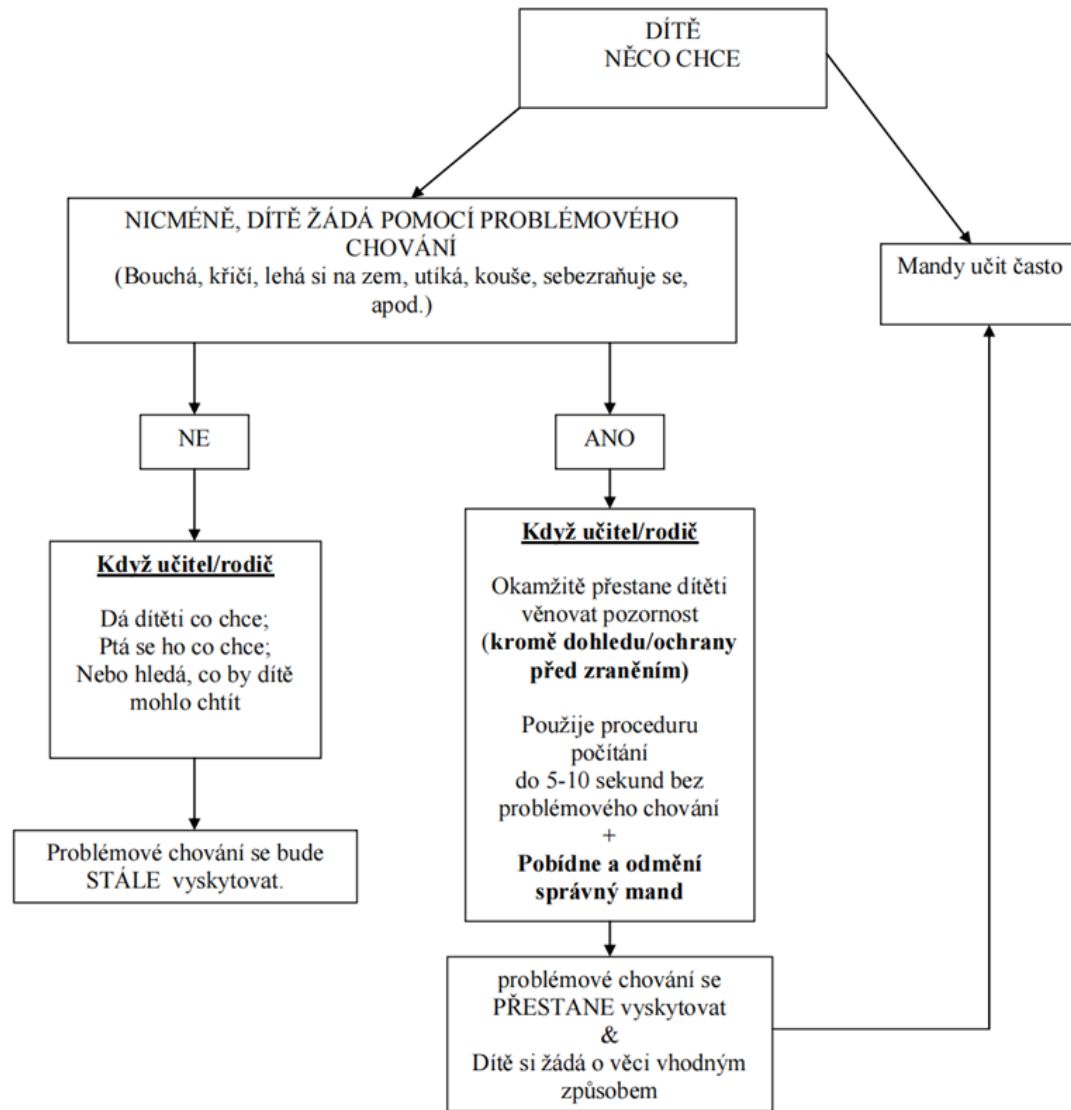 DÍTĚ
NĚCO CHCE
NICMÉNĚ, DÍTĚ ŽÁDÁ POMOCÍ PROBLÉMOVÉHO
CHOVÁNÍ
(Bouchá, křičí, lehá si na zem, utíká, kouše, sebezraňuje se,
apod.)
Mandy učit často
NE
ANO
Když učitel/rodič
Dá dítěti co chce;
Ptá se ho co chce;
Nebo hledá, co by dítě
mohlo chtít
Když učitel/rodič
Okamžitě přestane dítěti
věnovat pozornost
(kromě dohledu/ochrany
před zraněním)
Použije proceduru
počítání
do 5-10 sekund bez
problémového chování
+
Pobídne a odmění
správný mand
Problémové chování se bude
STÁLE vyskytovat.
problémové chování se
PŘESTANE vyskytovat
&
Dítě si žádá o věci vhodným
způsobem